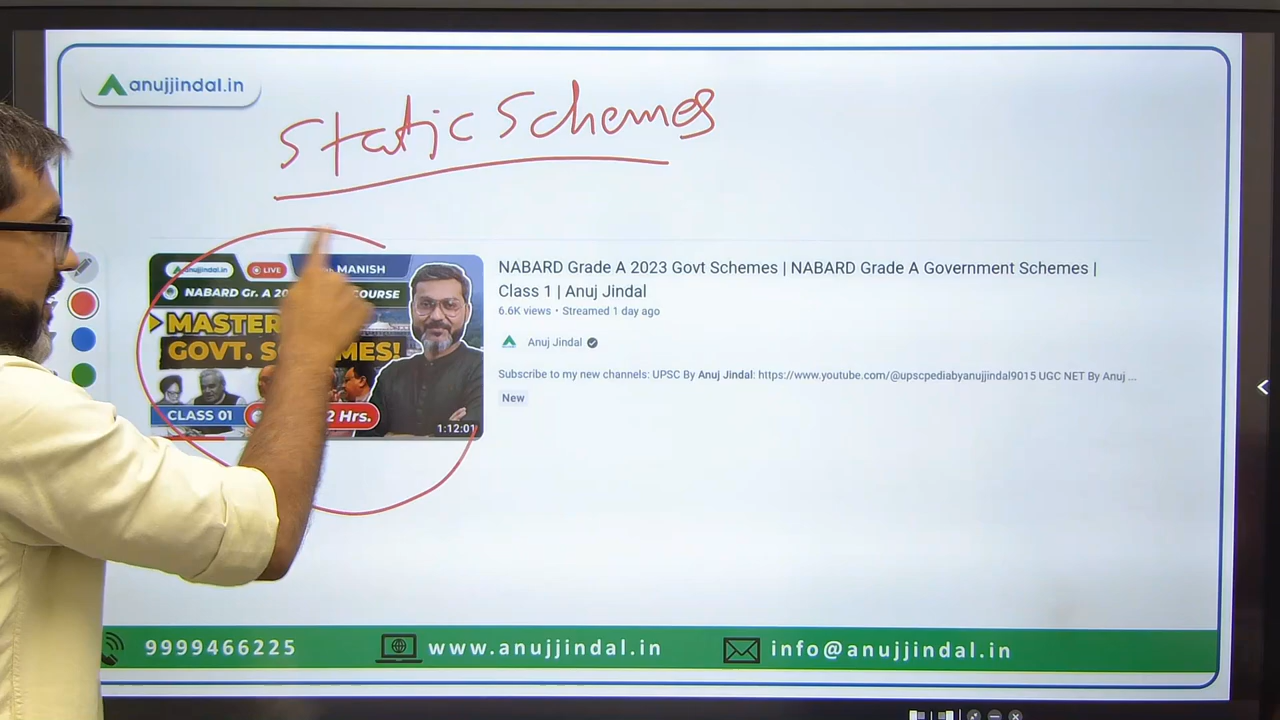 anujjindal.in
Static Schemes
anujjindal.in
LIVE
MANISH
NABARD Gr. A COURSE
MASTER
GOVT. SCHEMES!
CLASS 01
2 Hrs.
1:12:01
NABARD Grade A 2023 Govt Schemes | NABARD Grade A Government Schemes |
Class 1 | Anuj Jindal
6.6K views • Streamed 1 day ago
Anuj Jindal
Subscribe to my new channels: UPSC By Anuj Jindal: https://www.youtube.com/@upscpediabyanujjindal9015 UGC NET By Anuj ...
New
9999466225
www.anujjindal.in
info@anujjindal.in